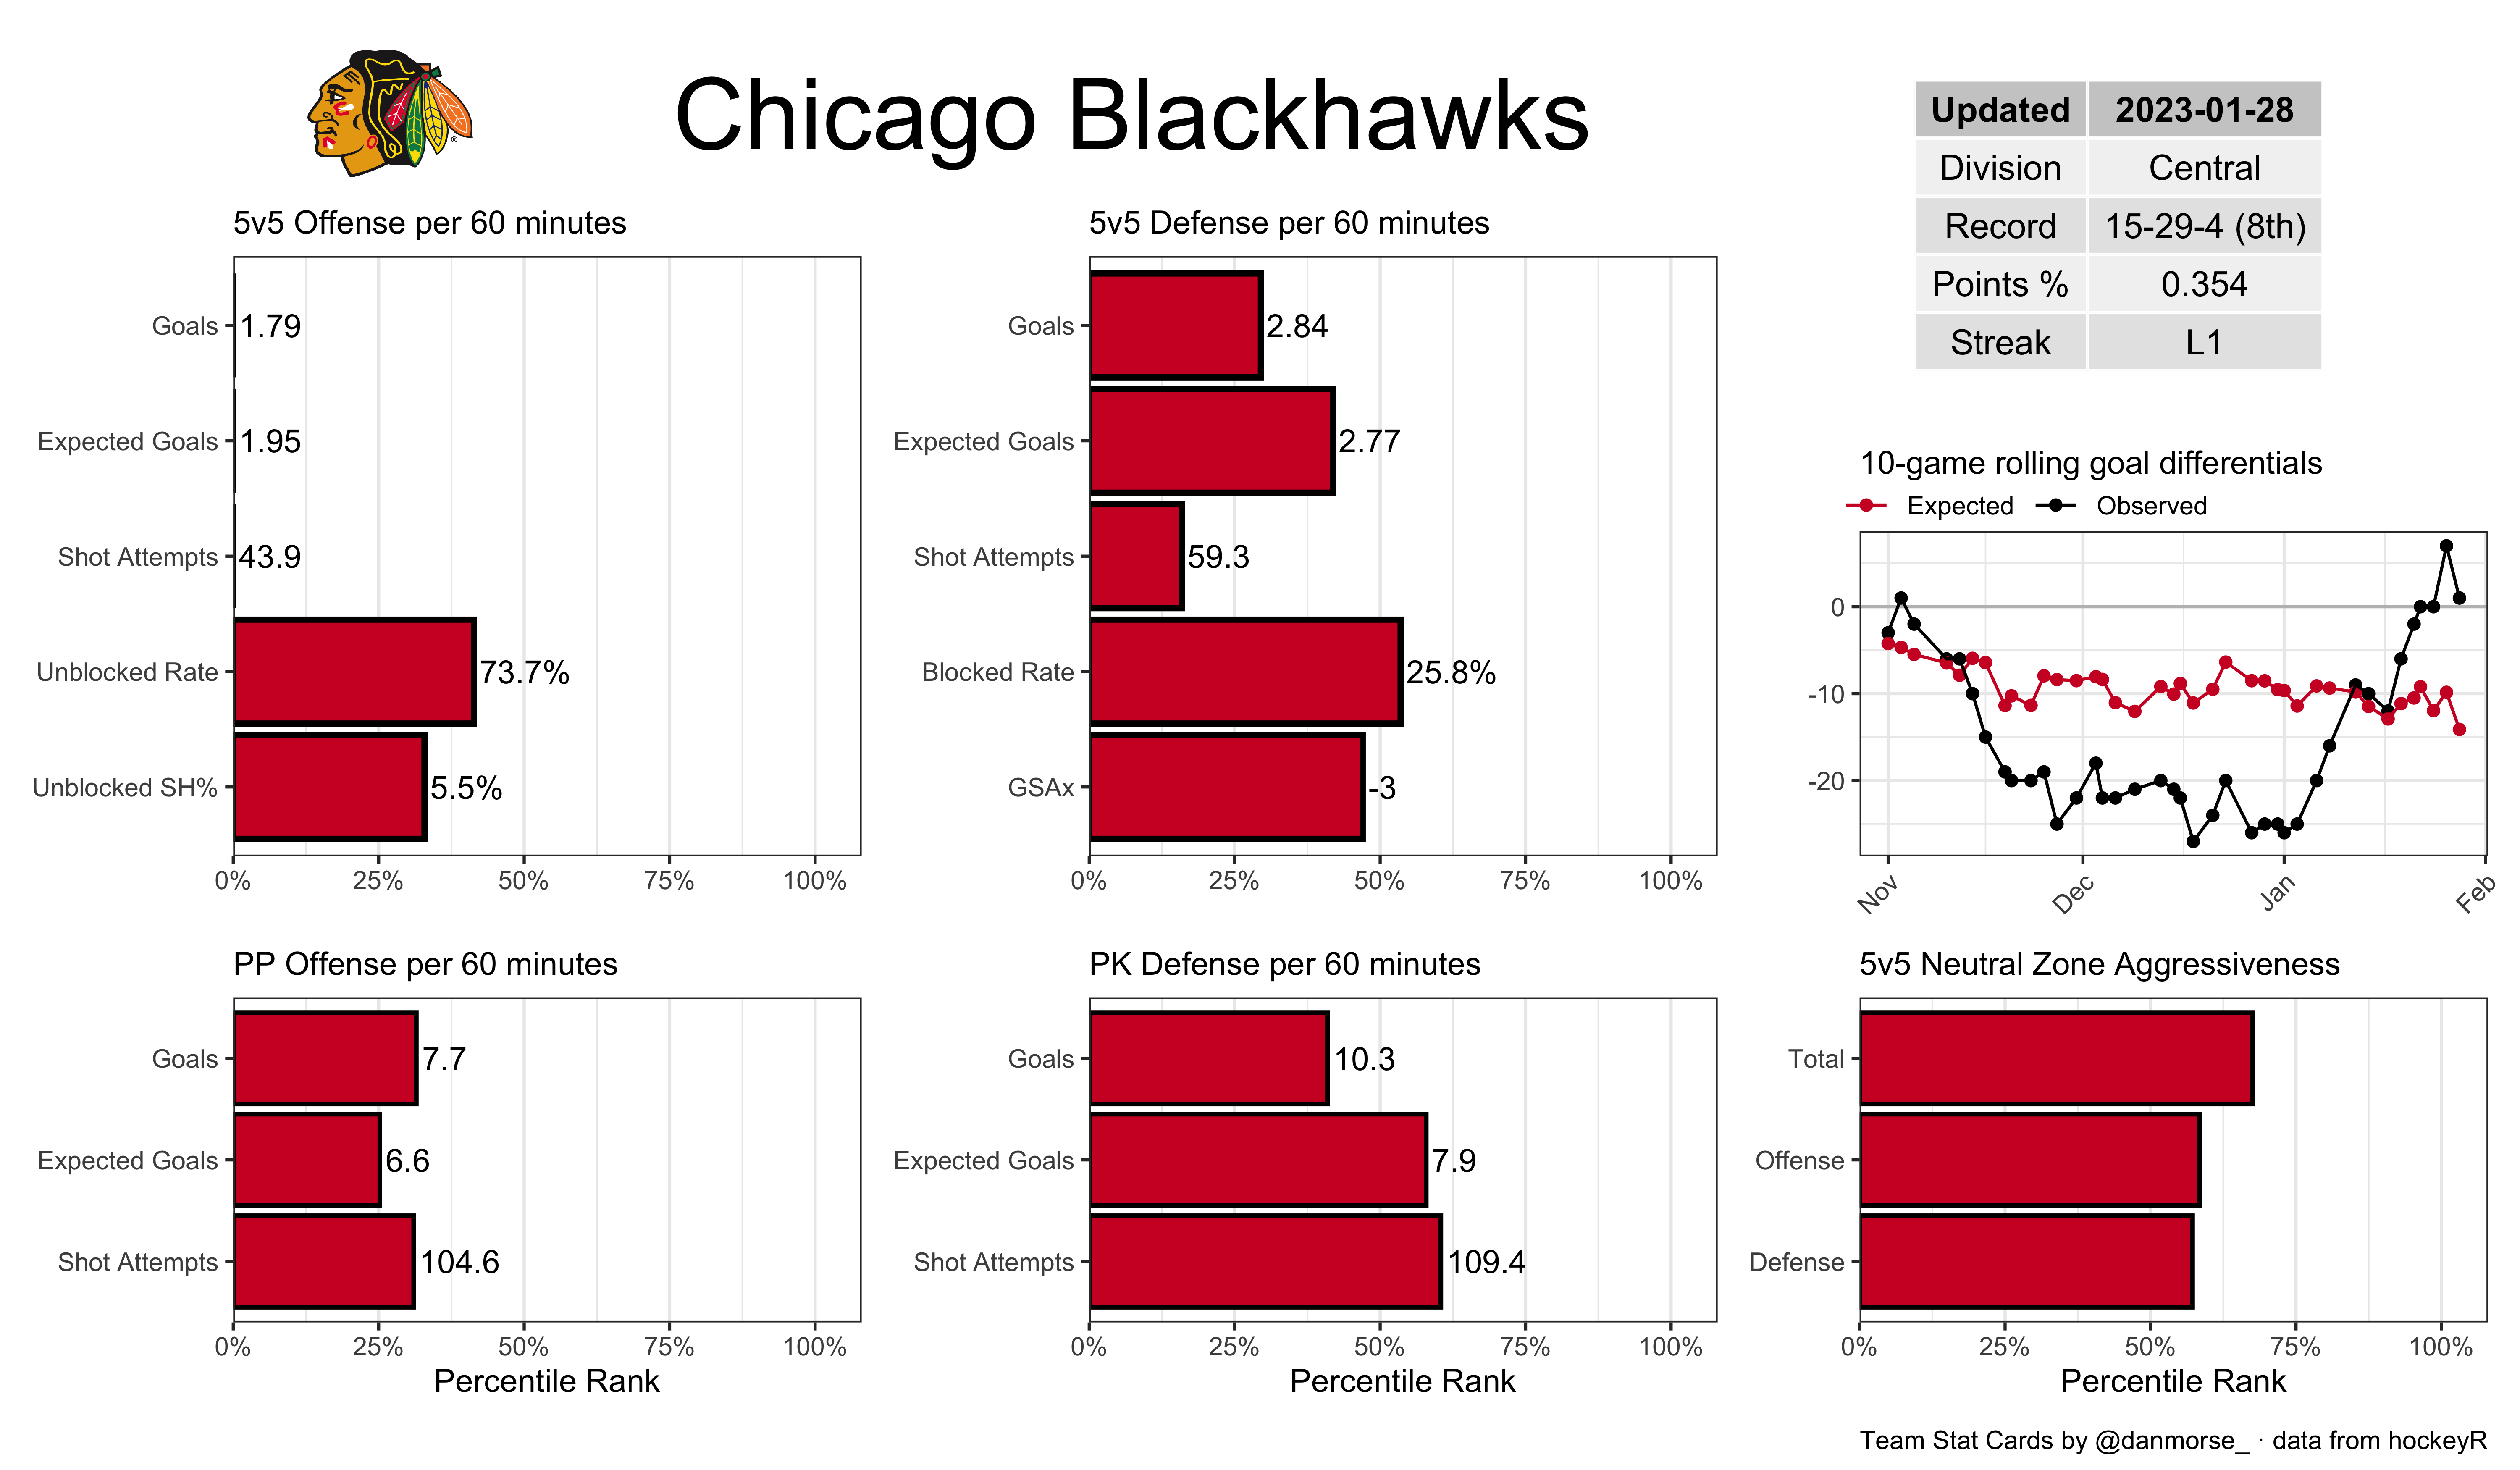 Chicago Blackhawks
Updated 2023-01-28
Division Central
Record 15-29-4 (8th)
Points % 0.354
Streak L1
5v5 Offense per 60 minutes
Goals 1.79
Expected Goals 1.95
Shot Attempts 43.9
Unblocked Rate 73.7%
Unblocked SH% 5.5%
0% 25% 50% 75% 100%
5v5 Defense per 60 minutes
Goals 2.84
Expected Goals 2.77
Shot Attempts 59.3
Blocked Rate 25.8%
GSAx -3
0% 25% 50% 75% 100%
10-game rolling goal differentials
Expected Observed
0
-10
-20
Nov Dec Jan Feb
PP Offense per 60 minutes
Goals 7.7
Expected Goals 6.6
Shot Attempts 104.6
0% 25% 50% 75% 100%
Percentile Rank
PK Defense per 60 minutes
Goals 10.3
Expected Goals 7.9
Shot Attempts 109.4
0% 25% 50% 75% 100%
Percentile Rank
5v5 Neutral Zone Aggressiveness
Total
Offense
Defense
0% 25% 50% 75% 100%
Percentile Rank
Team Stat Cards by @danmorse_ · data from hockeyR